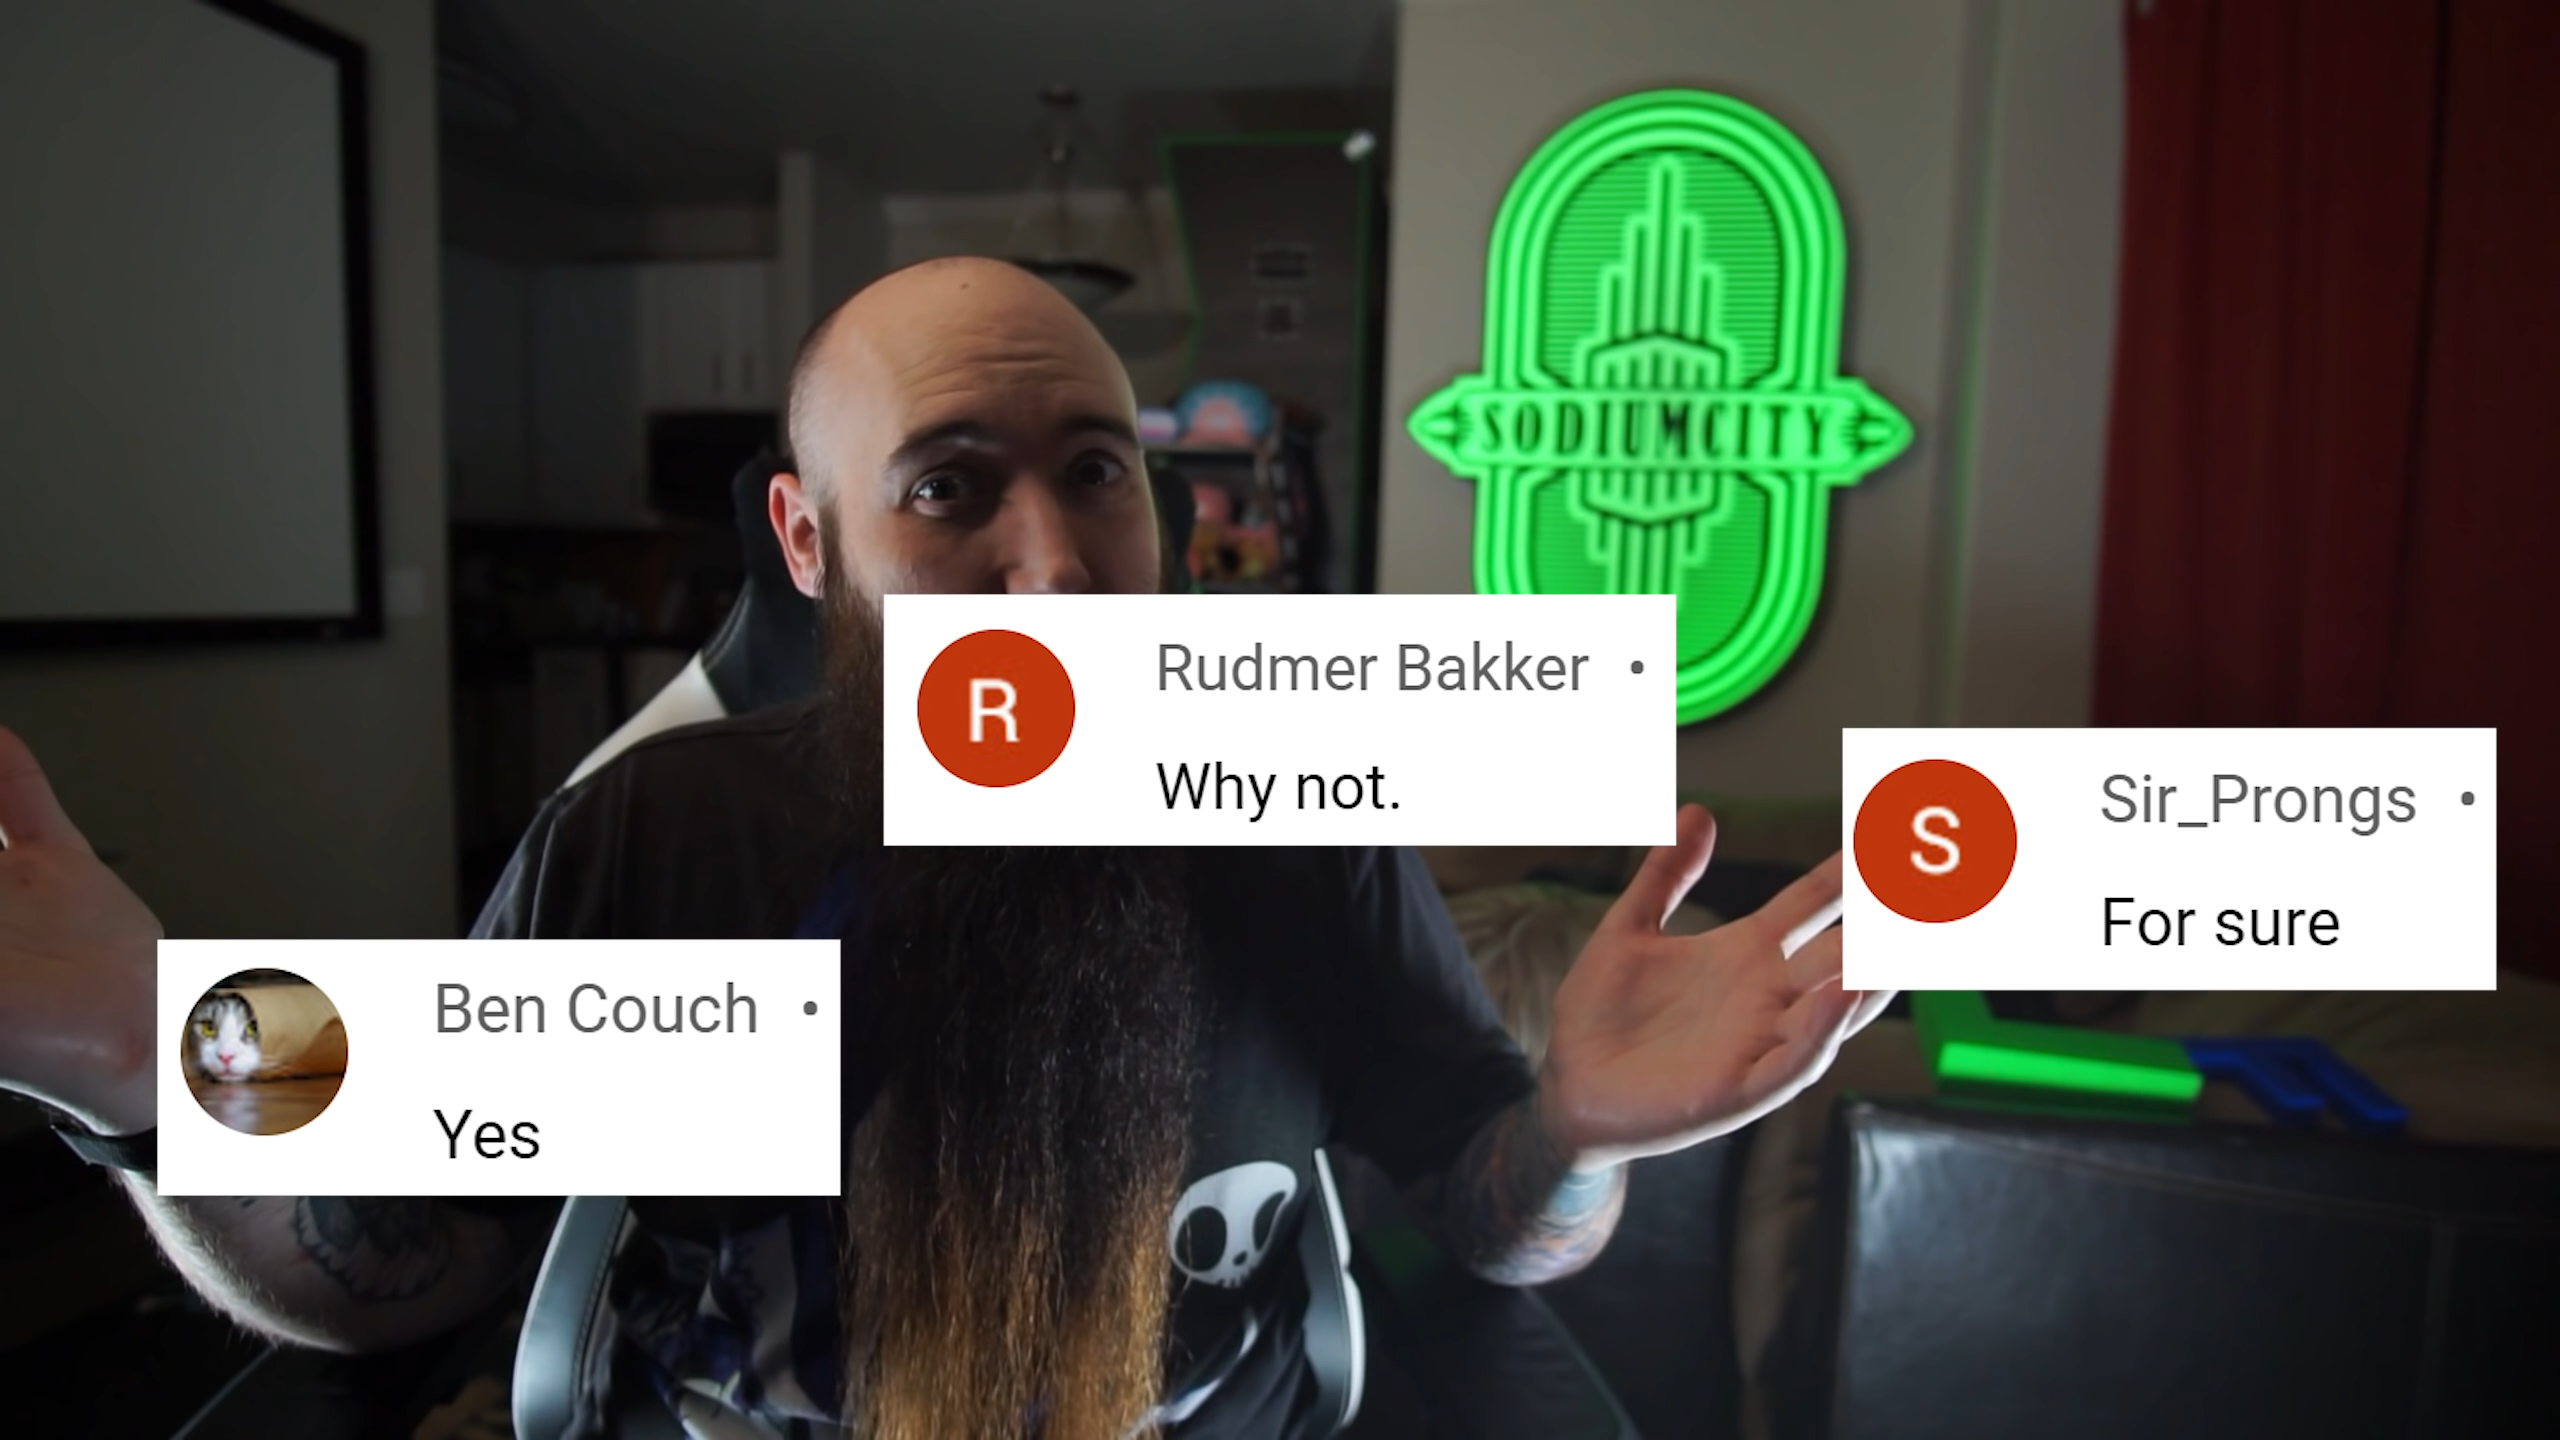 SODIUMCITY
R
Rudmer Bakker •
Why not.
S
Sir_Prongs •
For sure
Ben Couch •
Yes